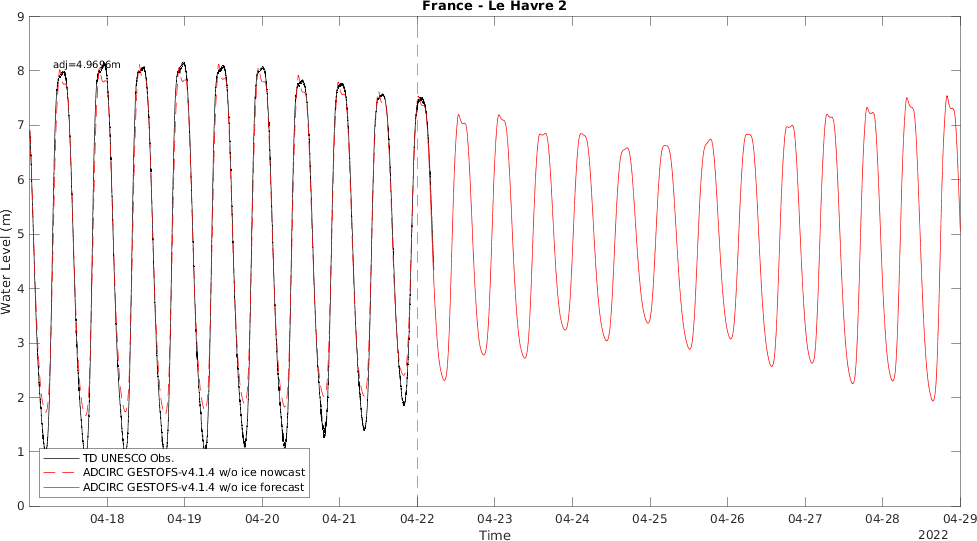 France - Le Havre 2
9
8
7
6
5
4
3
2
1
0
Water Level (m)
adj=4.9696m
TD UNESCO Obs.
ADCIRC GESTOFS-v4.1.4 w/o ice nowcast
ADCIRC GESTOFS-v4.1.4 w/o ice forecast
04-18 04-19 04-20 04-21 04-22 04-23 04-24 04-25 04-26 04-27 04-28 04-29
Time
2022